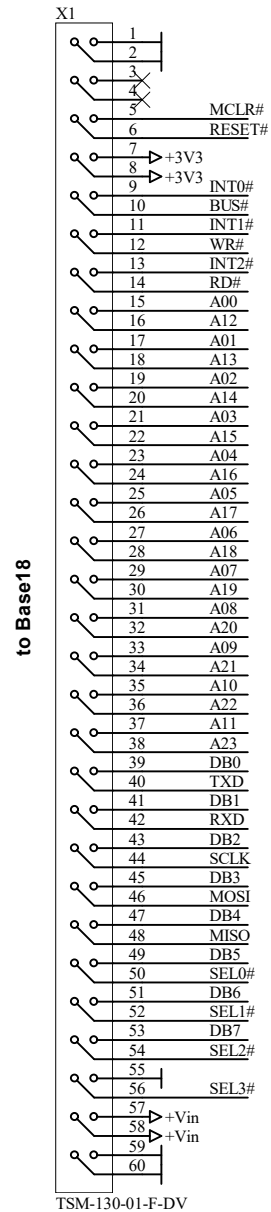 X1
1
2
3
4
5 MCLR#
6 RESET#
7 +3V3
8 +3V3
9 INT0#
10 BUS#
11 INT1#
12 WR#
13 INT2#
14 RD#
15 A00
16 A12
17 A01
18 A13
19 A02
20 A14
21 A03
22 A15
23 A04
24 A16
25 A05
26 A17
27 A06
28 A18
29 A07
30 A19
31 A08
32 A20
33 A09
34 A21
35 A10
36 A22
37 A11
38 A23
39 DB0
40 TXD
41 DB1
42 RXD
43 DB2
44 SCLK
45 DB3
46 MOSI
47 DB4
48 MISO
49 DB5
50 SEL0#
51 DB6
52 SEL1#
53 DB7
54 SEL2#
55
56 SEL3#
57 +Vin
58 +Vin
59
60
TSM-130-01-F-DV
to Base18